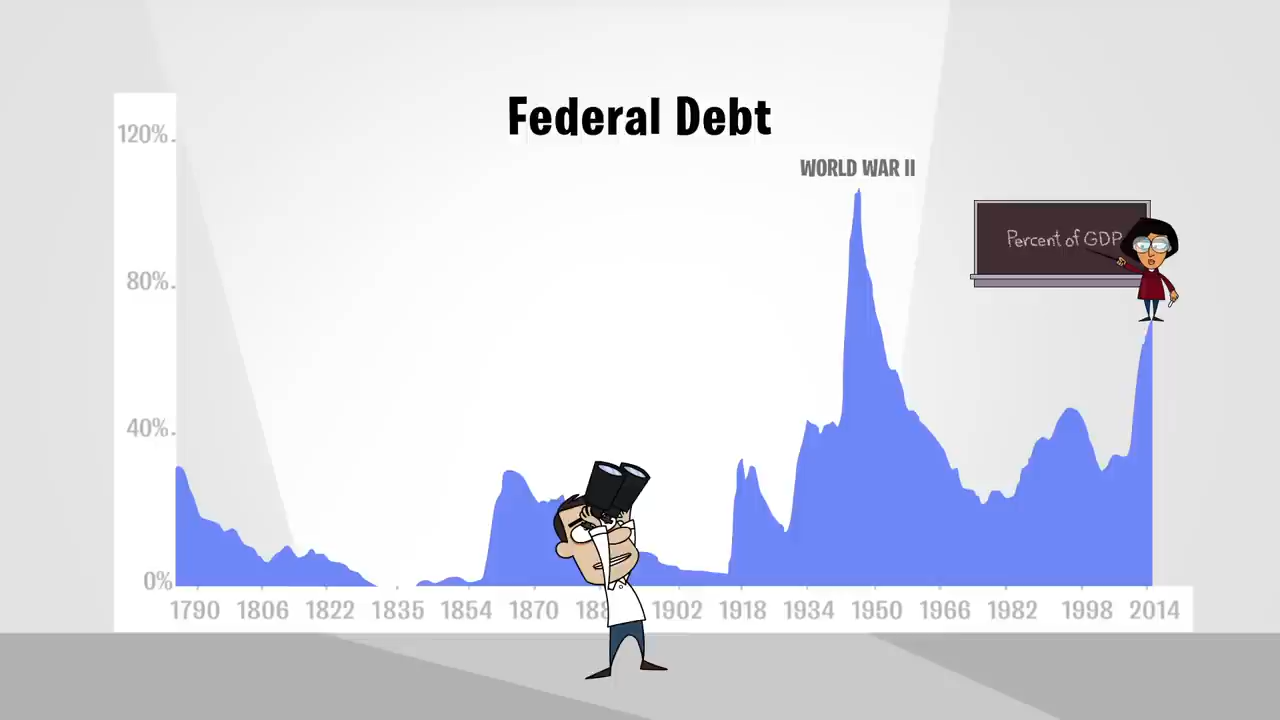 Federal Debt
120%
WORLD WAR II
Percent of GDP
80%
40%
0%
1790 1806 1822 1835 1854 1870 1902 1918 1934 1950 1966 1982 1998 2014